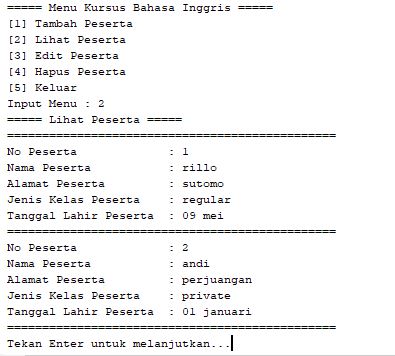 ===== Menu Kursus Bahasa Inggris =====
[1] Tambah Peserta
[2] Lihat Peserta
[3] Edit Peserta
[4] Hapus Peserta
[5] Keluar
Input Menu : 2
===== Lihat Peserta =====
===============================================
No Peserta : 1
Nama Peserta : rillo
Alamat Peserta : sutomo
Jenis Kelas Peserta : regular
Tanggal Lahir Peserta : 09 mei
===============================================
No Peserta : 2
Nama Peserta : andi
Alamat Peserta : perjuangan
Jenis Kelas Peserta : private
Tanggal Lahir Peserta : 01 januari
===============================================
Tekan Enter untuk melanjutkan...